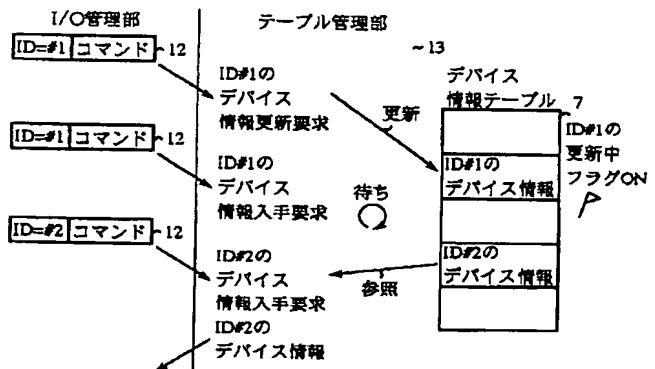 I/O管理部
テーブル管理部
ID=#1 コマンド 12
~13
ID#1の
デバイス
情報更新要求
更新
デバイス
情報テーブル 7
ID=#1 コマンド 12
ID#1の
デバイス
情報入手要求
待ち
ID#1の
デバイス情報
ID#1の
更新中
フラグON
ID=#2 コマンド 12
ID#2の
デバイス
情報入手要求
参照
ID#2の
デバイス情報
ID#2の
デバイス情報